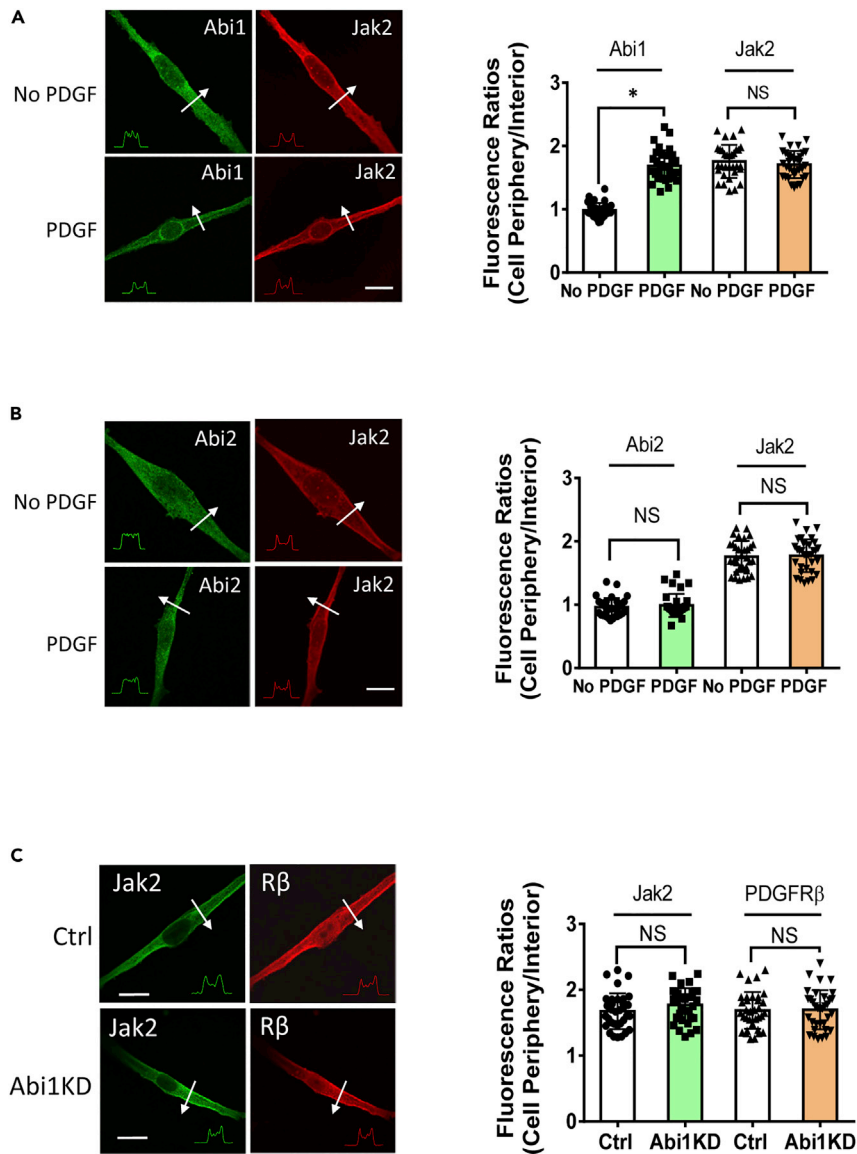 A
Abi1
Jak2
No PDGF
Abi1
Jak2
PDGF
Abi1
Jak2
*
NS
Fluorescence Ratios
(Cell Periphery/Interior)
3
2
1
0
No PDGF PDGF No PDGF PDGF
B
Abi2
Jak2
No PDGF
Abi2
Jak2
PDGF
Abi2
Jak2
NS
NS
Fluorescence Ratios
(Cell Periphery/Interior)
3
2
1
0
No PDGF PDGF No PDGF PDGF
C
Jak2
Rβ
Ctrl
Jak2
Rβ
Abi1KD
Jak2
PDGFRβ
NS
NS
Fluorescence Ratios
(Cell Periphery/Interior)
3
2
1
0
Ctrl Abi1KD Ctrl Abi1KD